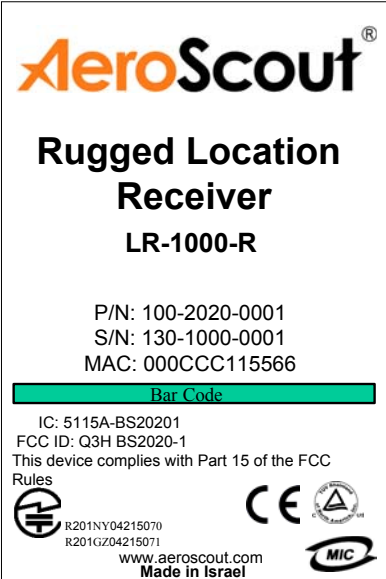 AeroScout®
Rugged Location
Receiver
LR-1000-R
P/N: 100-2020-0001
S/N: 130-1000-0001
MAC: 000CCC115566
Bar Code
IC: 5115A-BS20201
FCC ID: Q3H BS2020-1
This device complies with Part 15 of the FCC
Rules
R201NY04215070
R201GZ04215071
CE
www.aeroscout.com
Made in Israel
MIC